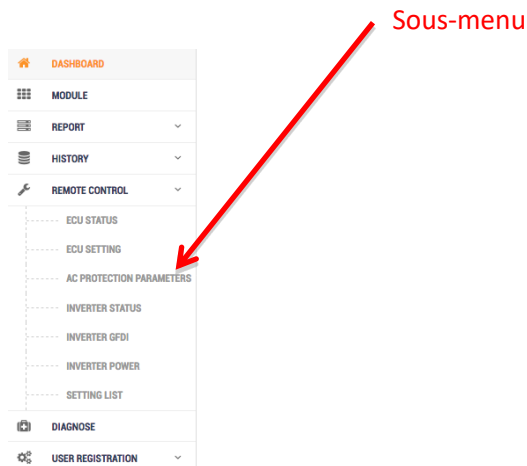 Sous-menu
DASHBOARD
MODULE
REPORT
HISTORY
REMOTE CONTROL
ECU STATUS
ECU SETTING
AC PROTECTION PARAMETERS
INVERTER STATUS
INVERTER GFDI
INVERTER POWER
SETTING LIST
DIAGNOSE
USER REGISTRATION